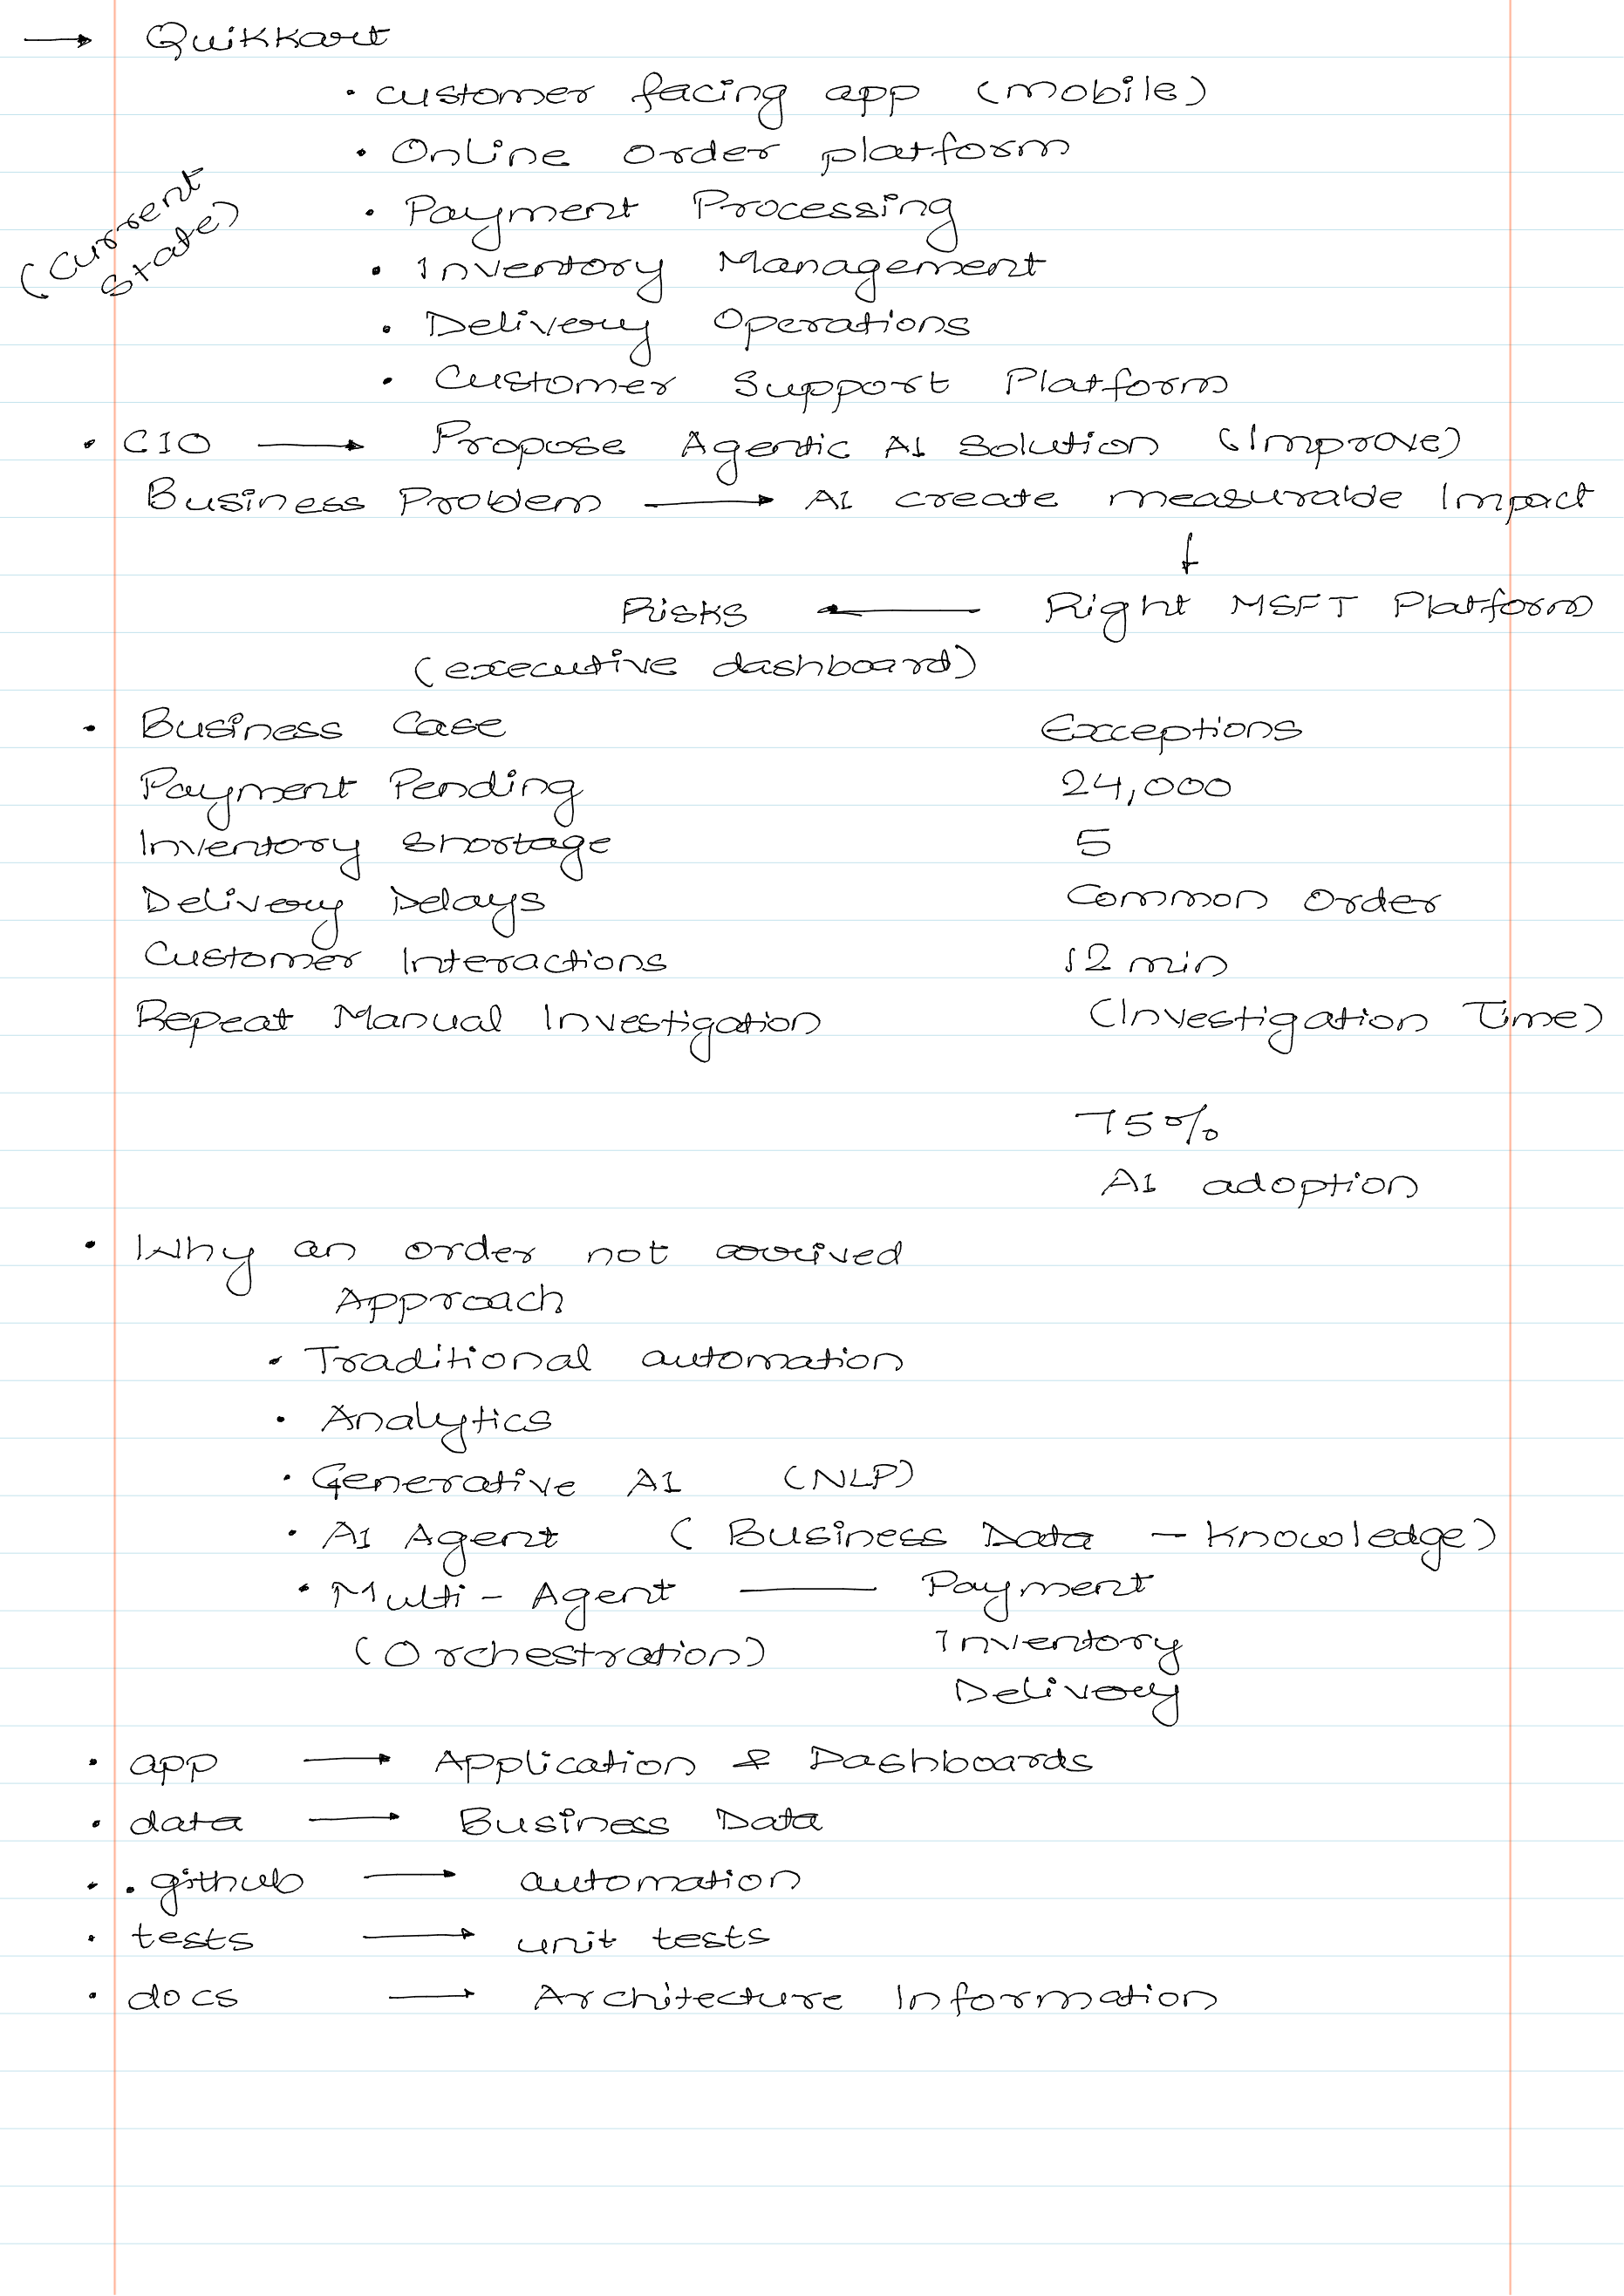 → Quikkart
• customer facing app (mobile)
• Online order platform
(Current State)
• Payment Processing
• Inventory Management
• Delivery Operations
• Customer Support Platform
• CIO → Propose Agentic AI Solution (Improve)
Business Problem → AI create measurable Impact
↓
Risks ← Right MSFT Platform
(executive dashboard)
• Business Case Exceptions
Payment Pending 24,000
Inventory Shortage 5
Delivery Delays Common Order
Customer Interactions 12 min
Repeat Manual Investigation (Investigation Time)
75%
AI adoption
• Why an order not arrived
Approach
• Traditional automation
• Analytics
• Generative AI (NLP)
• AI Agent (Business Data - Knowledge)
• Multi-Agent — Payment
(Orchestration) Inventory
Delivery
• app → Application & Dashboards
• data → Business Data
• .github → automation
• tests → unit tests
• docs → Architecture Information